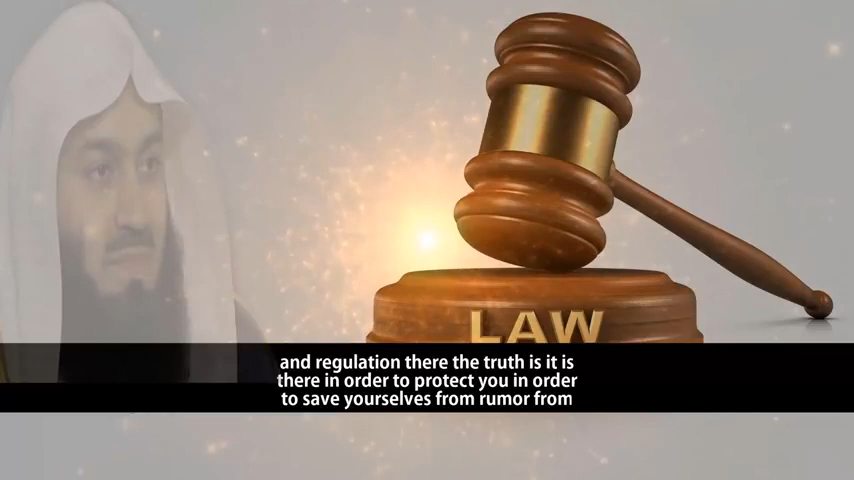 LAW
and regulation there the truth is it is
there in order to protect you in order
to save yourselves from rumor from